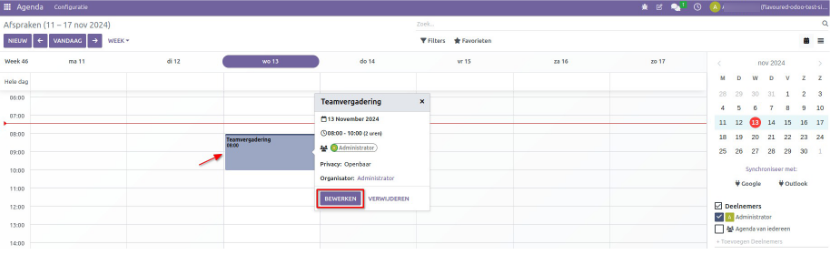 Agenda Configuratie
1 A (flavoured-odoo-test-si...
Afspraken (11 – 17 nov 2024) Zoek...
NIEUW VANDAAG WEEK Filters Favorieten
Week 46 ma 11 di 12 wo 13 do 14 vr 15 za 16 zo 17
Hele dag
06:00
07:00
08:00
09:00
10:00
11:00
12:00
13:00
14:00
Teamvergadering
08:00
Teamvergadering ×
13 November 2024
08:00 - 10:00 (2 ures)
A Administrator
Privacy: Openbaar
Organisator: Administrator
BEWERKEN VERWIJDEREN
nov 2024
M D W D V Z Z
28 29 30 31 1 2 3
4 5 6 7 8 9 10
11 12 13 14 15 16 17
18 19 20 21 22 23 24
25 26 27 28 29 30 1
Synchroniseer met:
Google Outlook
Deelnemers
A Administrator
Agenda van iedereen
+ Toevoegen Deelnemers